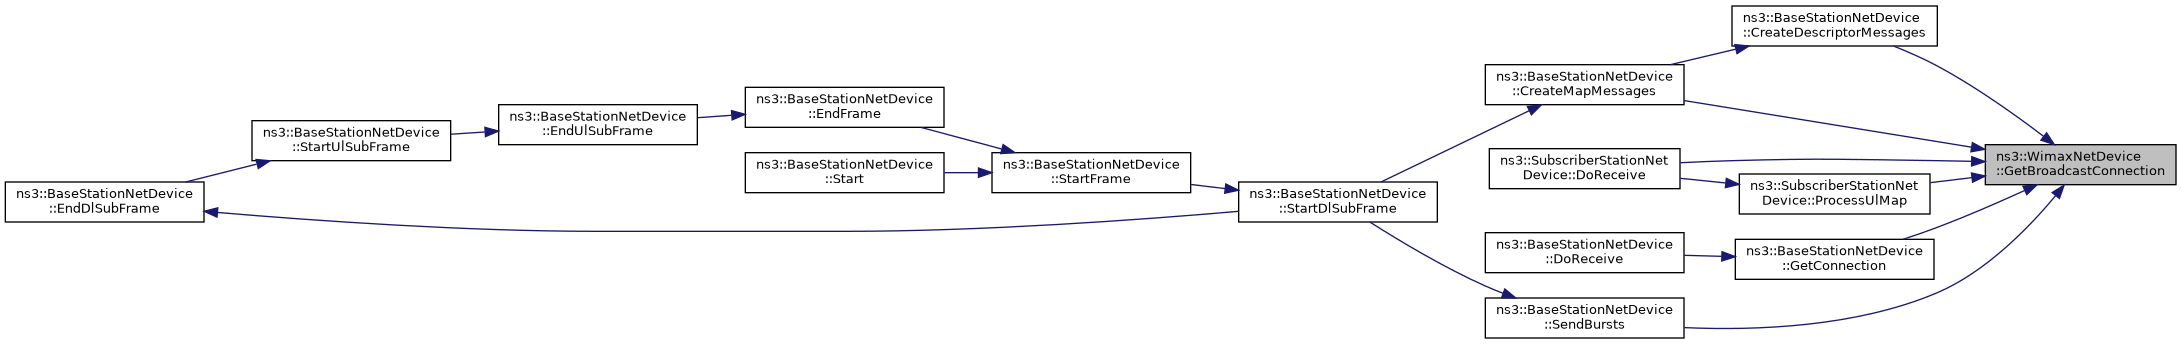 ns3::BaseStationNetDevice
::CreateDescriptorMessages
ns3::BaseStationNetDevice
::CreateMapMessages
ns3::BaseStationNetDevice
::EndFrame
ns3::BaseStationNetDevice
::EndUlSubFrame
ns3::BaseStationNetDevice
::StartUlSubFrame
ns3::WimaxNetDevice
::GetBroadcastConnection
ns3::SubscriberStationNet
Device::DoReceive
ns3::BaseStationNetDevice
::Start
ns3::BaseStationNetDevice
::StartFrame
ns3::SubscriberStationNet
Device::ProcessUlMap
ns3::BaseStationNetDevice
::EndDlSubFrame
ns3::BaseStationNetDevice
::StartDlSubFrame
ns3::BaseStationNetDevice
::DoReceive
ns3::BaseStationNetDevice
::GetConnection
ns3::BaseStationNetDevice
::SendBursts